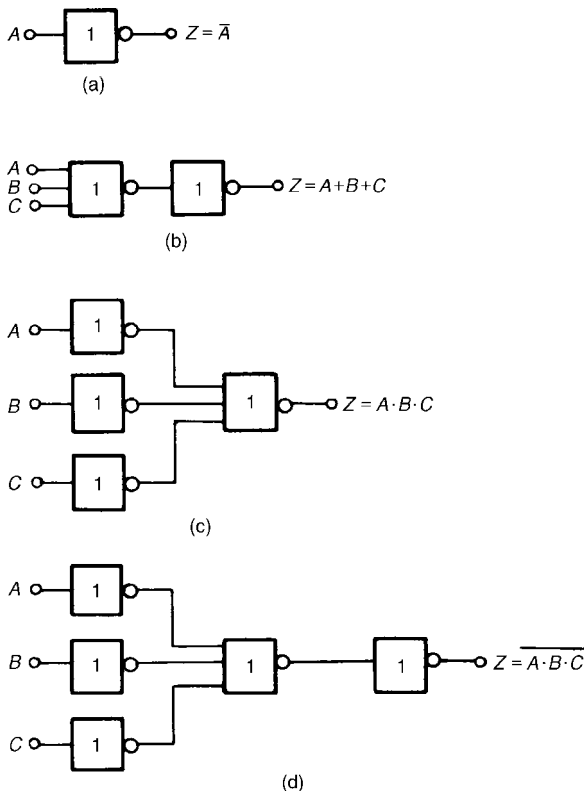 A 1 Z = A̅
(a)
A
B 1 1 Z = A+B+C
C
(b)
A 1
B 1 1 Z = A·B·C
C 1
(c)
A 1
B 1 1 1 Z = A̅·̅B̅·̅C̅
C 1
(d)